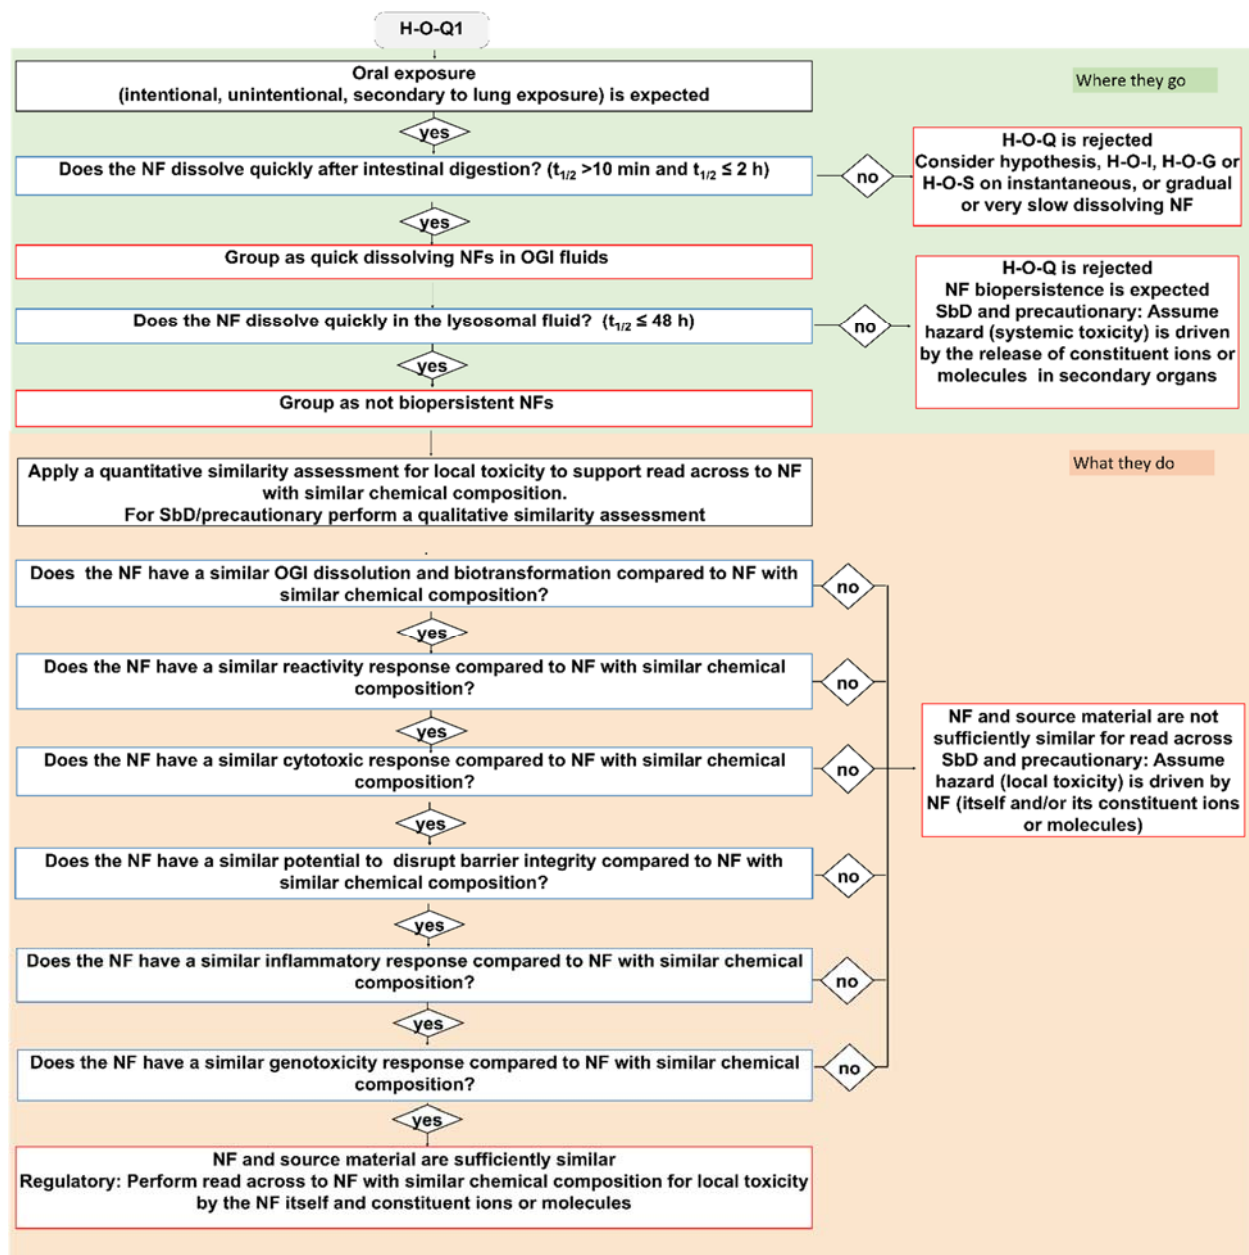 H-O-Q1
Where they go
Oral exposure
(intentional, unintentional, secondary to lung exposure) is expected
yes
Does the NF dissolve quickly after intestinal digestion? (t1/2 >10 min and t1/2 ≤ 2 h)
no
H-O-Q is rejected
Consider hypothesis, H-O-I, H-O-G or
H-O-S on instantaneous, or gradual
or very slow dissolving NF
yes
Group as quick dissolving NFs in OGI fluids
Does the NF dissolve quickly in the lysosomal fluid?  (t1/2 ≤ 48 h)
no
H-O-Q is rejected
NF biopersistence is expected
SbD and precautionary: Assume
hazard (systemic toxicity) is driven
by the release of constituent ions or
molecules  in secondary organs
yes
Group as not biopersistent NFs
What they do
Apply a quantitative similarity assessment for local toxicity to support read across to NF
with similar chemical composition.
For SbD/precautionary perform a qualitative similarity assessment
Does  the NF have a similar OGI dissolution and biotransformation compared to NF with
similar chemical composition?
no
yes
Does the NF have a similar reactivity response compared to NF with similar chemical
composition?
no
yes
Does the NF have a similar cytotoxic response compared to NF with similar chemical
composition?
no
NF and source material are not
sufficiently similar for read across
SbD and precautionary: Assume
hazard (local toxicity) is driven by
NF (itself and/or its constituent ions
or molecules)
yes
Does the NF have a similar potential to  disrupt barrier integrity compared to NF with
similar chemical composition?
no
yes
Does the NF have a similar inflammatory response compared to NF with similar chemical
composition?
no
yes
Does the NF have a similar genotoxicity response compared to NF with similar chemical
composition?
no
yes
NF and source material are sufficiently similar
Regulatory: Perform read across to NF with similar chemical composition for local toxicity
by the NF itself and constituent ions or molecules